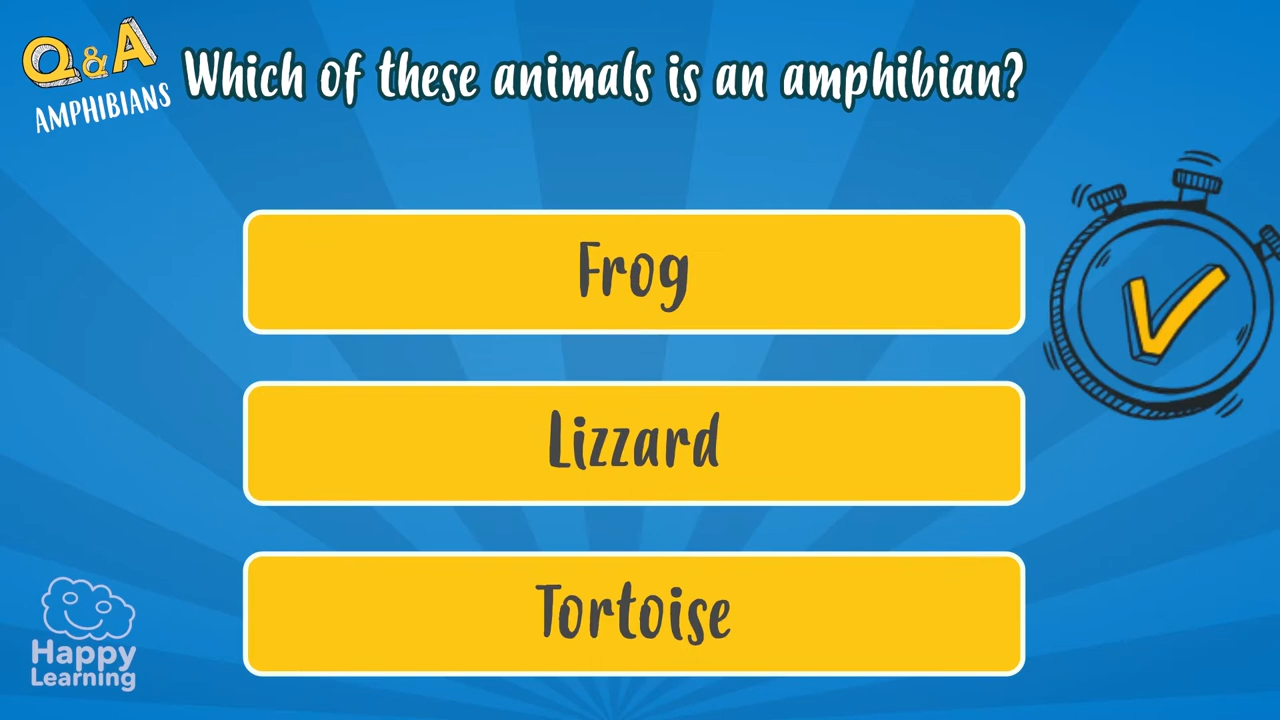 Q&A
AMPHIBIANS
Which of these animals is an amphibian?
Frog
Lizzard
Tortoise
Happy
Learning